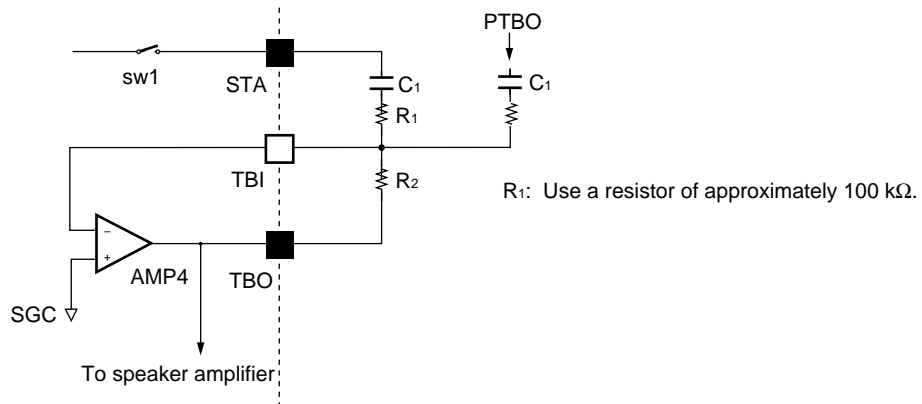 PTBO
sw1
STA
C1
C1
R1
TBI
R2
R1: Use a resistor of approximately 100 kΩ.
−
+
AMP4
TBO
SGC
To speaker amplifier